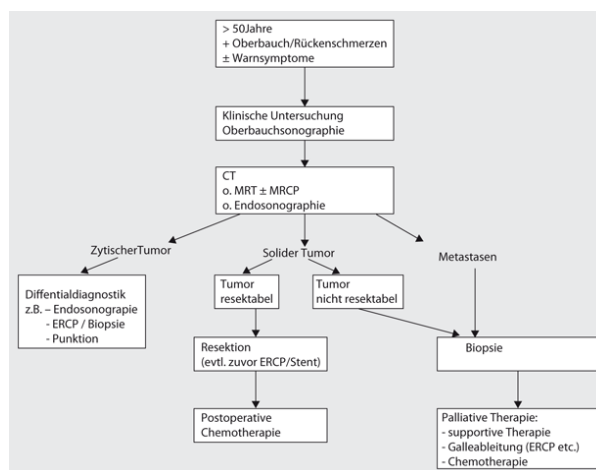 > 50Jahre
+ Oberbauch/Rückenschmerzen
± Warnsymptome
Klinische Untersuchung
Oberbauchsonographie
CT
o. MRT ± MRCP
o. Endosonographie
ZytischerTumor
Solider Tumor
Metastasen
Diffentialdiagnostik
z.B. – Endosonograpie
- ERCP / Biopsie
- Punktion
Tumor
resektabel
Tumor
nicht resektabel
Resektion
(evtl. zuvor ERCP/Stent)
Biopsie
Postoperative
Chemotherapie
Palliative Therapie:
- supportive Therapie
- Galleableitung (ERCP etc.)
- Chemotherapie